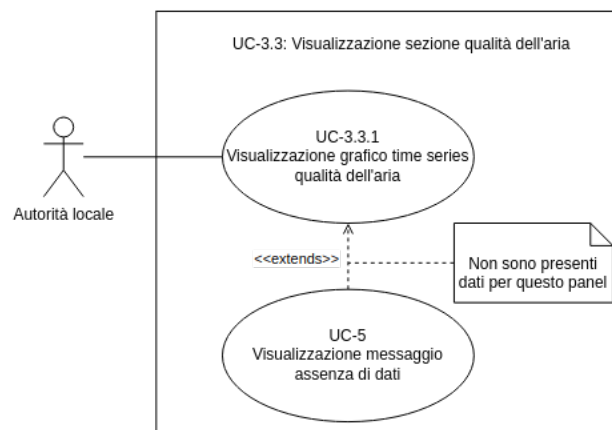 UC-3.3: Visualizzazione sezione qualità dell'aria
UC-3.3.1
Visualizzazione grafico time series
qualità dell'aria
Autorità locale
<<extends>>
Non sono presenti
dati per questo panel
UC-5
Visualizzazione messaggio
assenza di dati